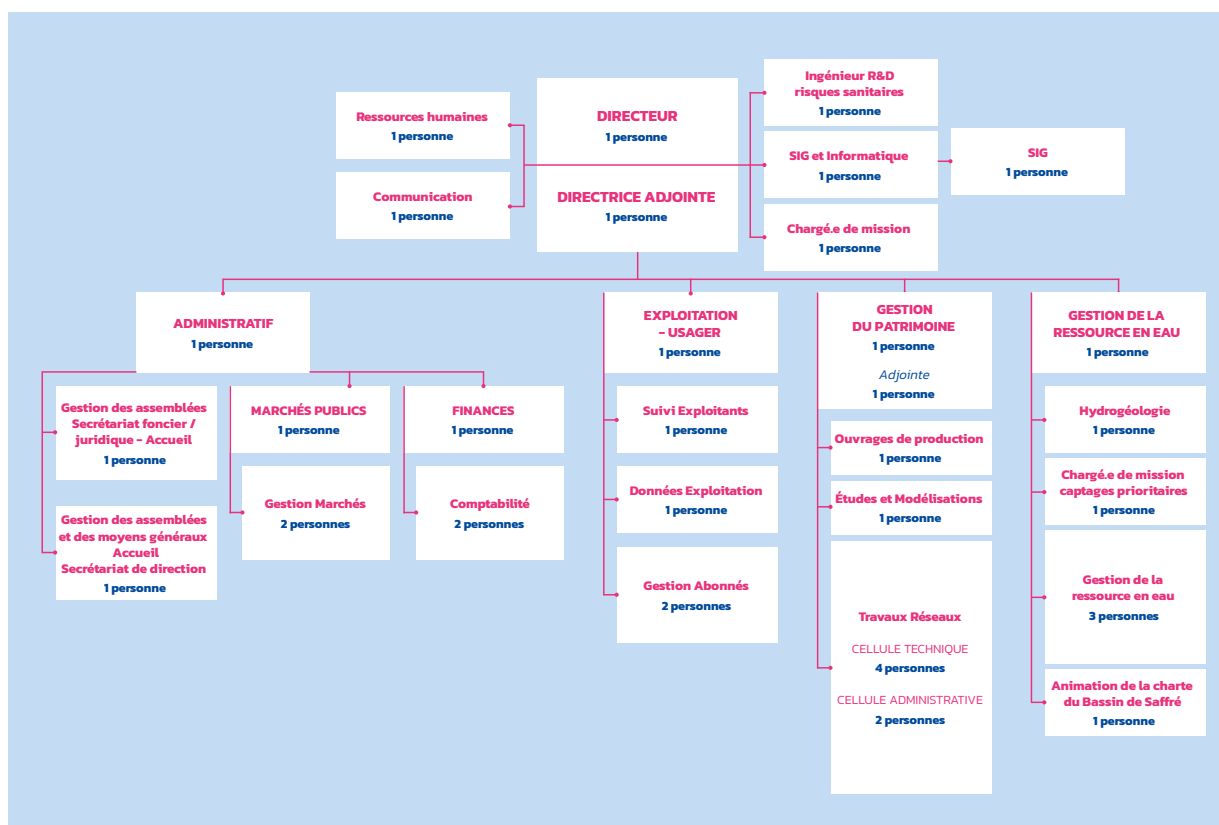 Ressources humaines
1 personne
Communication
1 personne
DIRECTEUR
1 personne
DIRECTRICE ADJOINTE
1 personne
Ingénieur R&D
risques sanitaires
1 personne
SIG et Informatique
1 personne
Chargé.e de mission
1 personne
SIG
1 personne
ADMINISTRATIF
1 personne
Gestion des assemblées
Secrétariat foncier /
juridique – Accueil
1 personne
Gestion des assemblées
et des moyens généraux
Accueil
Secrétariat de direction
1 personne
MARCHÉS PUBLICS
1 personne
Gestion Marchés
2 personnes
FINANCES
1 personne
Comptabilité
2 personnes
EXPLOITATION
- USAGER
1 personne
Suivi Exploitants
1 personne
Données Exploitation
1 personne
Gestion Abonnés
2 personnes
GESTION
DU PATRIMOINE
1 personne
Adjointe
1 personne
Ouvrages de production
1 personne
Études et Modélisations
1 personne
Travaux Réseaux
CELLULE TECHNIQUE
4 personnes
CELLULE ADMINISTRATIVE
2 personnes
GESTION DE LA
RESSOURCE EN EAU
1 personne
Hydrogéologie
1 personne
Chargé.e de mission
captages prioritaires
1 personne
Gestion de la
ressource en eau
3 personnes
Animation de la charte
du Bassin de Saffré
1 personne